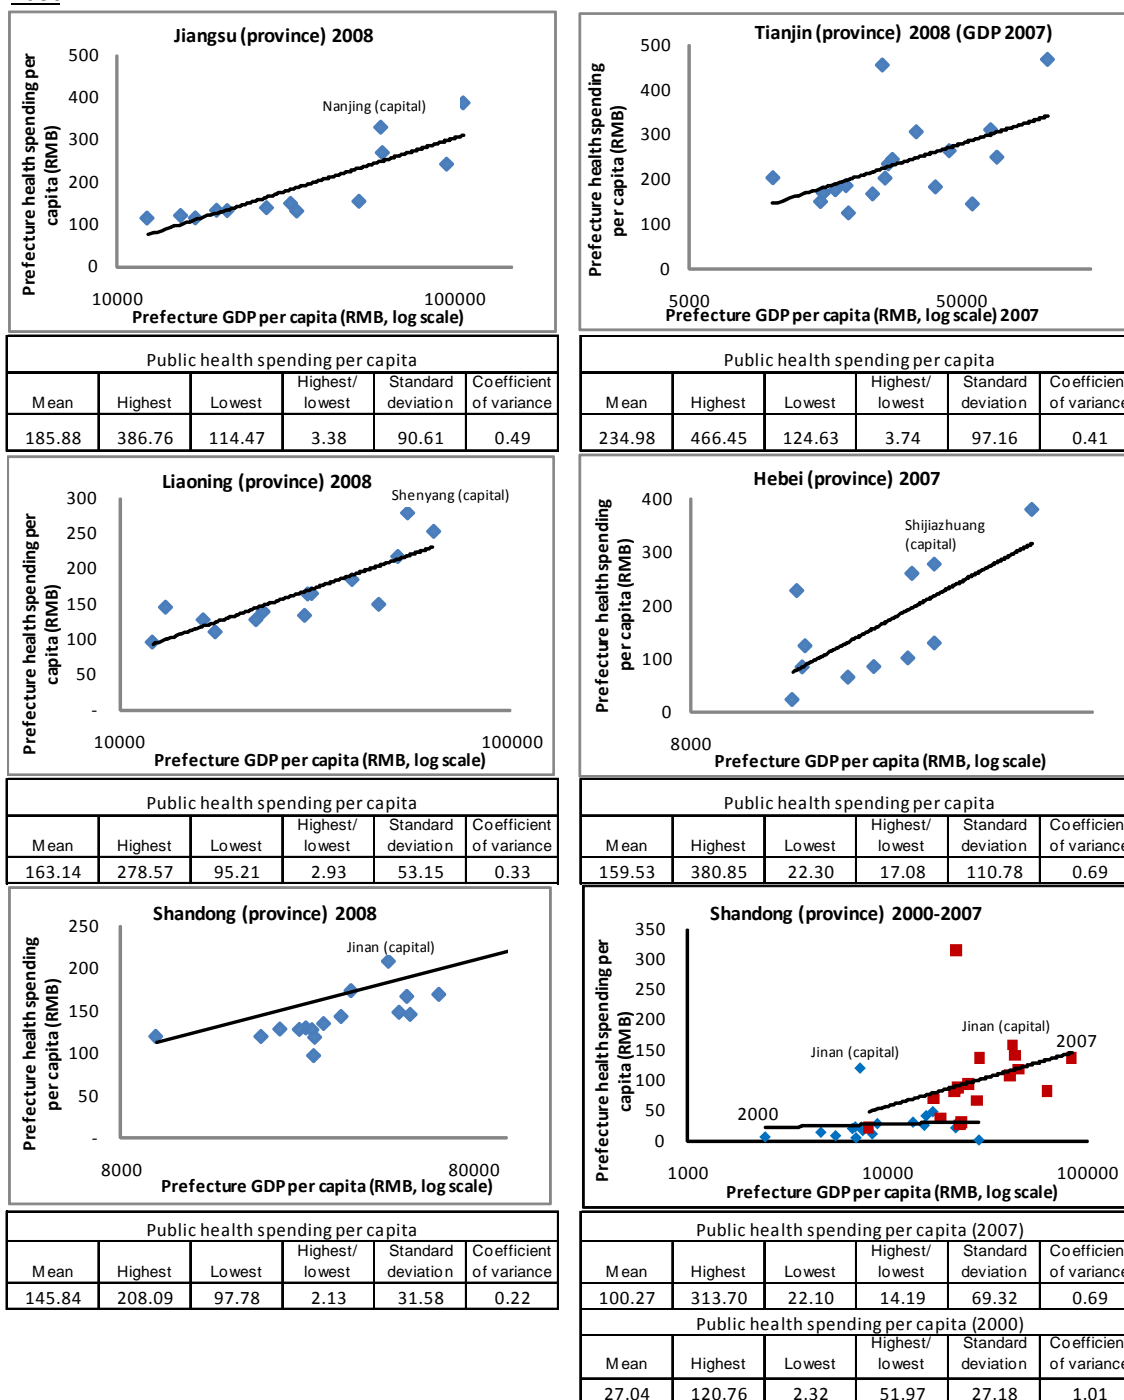 Jiangsu (province) 2008
Prefecture health spending per
capita (RMB)
500
400
300
200
100
0
Nanjing (capital)
10000
100000
Prefecture GDP per capita (RMB, log scale)
Public health spending per capita
Mean Highest Lowest Highest/ lowest Standard deviation Coefficient of variance
185.88 386.76 114.47 3.38 90.61 0.49
Tianjin (province) 2008 (GDP 2007)
Prefecture health spending
per capita (RMB)
500
400
300
200
100
0
5000
50000
Prefecture GDP per capita (RMB, log scale) 2007
Public health spending per capita
Mean Highest Lowest Highest/ lowest Standard deviation Coefficien of variance
234.98 466.45 124.63 3.74 97.16 0.41
Liaoning (province) 2008
Prefecture health spending per
capita (RMB)
300
250
200
150
100
50
-
Shenyang (capital)
10000
100000
Prefecture GDP per capita (RMB, log scale)
Public health spending per capita
Mean Highest Lowest Highest/ lowest Standard deviation Coefficient of variance
163.14 278.57 95.21 2.93 53.15 0.33
Hebei (province) 2007
Prefecture health spending
per capita (RMB)
400
300
200
100
0
Shijiazhuang
(capital)
8000
Prefecture GDP per capita (RMB, log scale)
Public health spending per capita
Mean Highest Lowest Highest/ lowest Standard deviation Coefficien of variance
159.53 380.85 22.30 17.08 110.78 0.69
Shandong (province) 2008
Prefecture health spending
per capita (RMB)
250
200
150
100
50
-
Jinan (capital)
8000
80000
Prefecture GDP per capita (RMB, log scale)
Public health spending per capita
Mean Highest Lowest Highest/ lowest Standard deviation Coefficient of variance
145.84 208.09 97.78 2.13 31.58 0.22
Shandong (province) 2000-2007
Prefecture health spending per
capita (RMB)
350
300
250
200
150
100
50
0
Jinan (capital)
2007
Jinan (capital)
2000
1000
10000
100000
Prefecture GDP per capita (RMB, log scale)
Public health spending per capita (2007)
Mean Highest Lowest Highest/ lowest Standard deviation Coefficien of variance
100.27 313.70 22.10 14.19 69.32 0.69
Public health spending per capita (2000)
Mean Highest Lowest Highest/ lowest Standard deviation Coefficien of variance
27.04 120.76 2.32 51.97 27.18 1.01